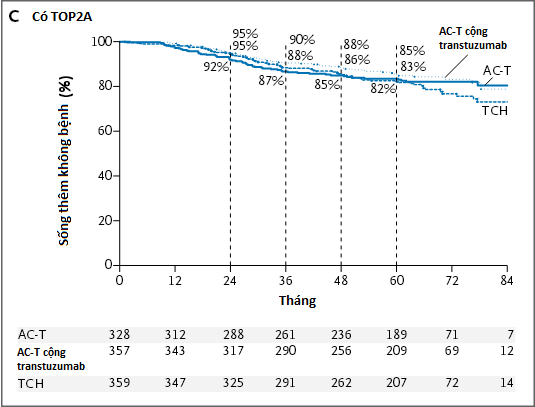 C Có TOP2A
Sống thêm không bệnh (%)
100
80
60
40
20
0
95%
95%
92%
90%
88%
87%
88%
86%
85%
85%
83%
82%
AC-T cộng
transtuzumab
AC-T
TCH
0 12 24 36 48 60 72 84
Tháng
AC-T 328 312 288 261 236 189 71 7
AC-T cộng
transtuzumab 357 343 317 290 256 209 69 12
TCH 359 347 325 291 262 207 72 14